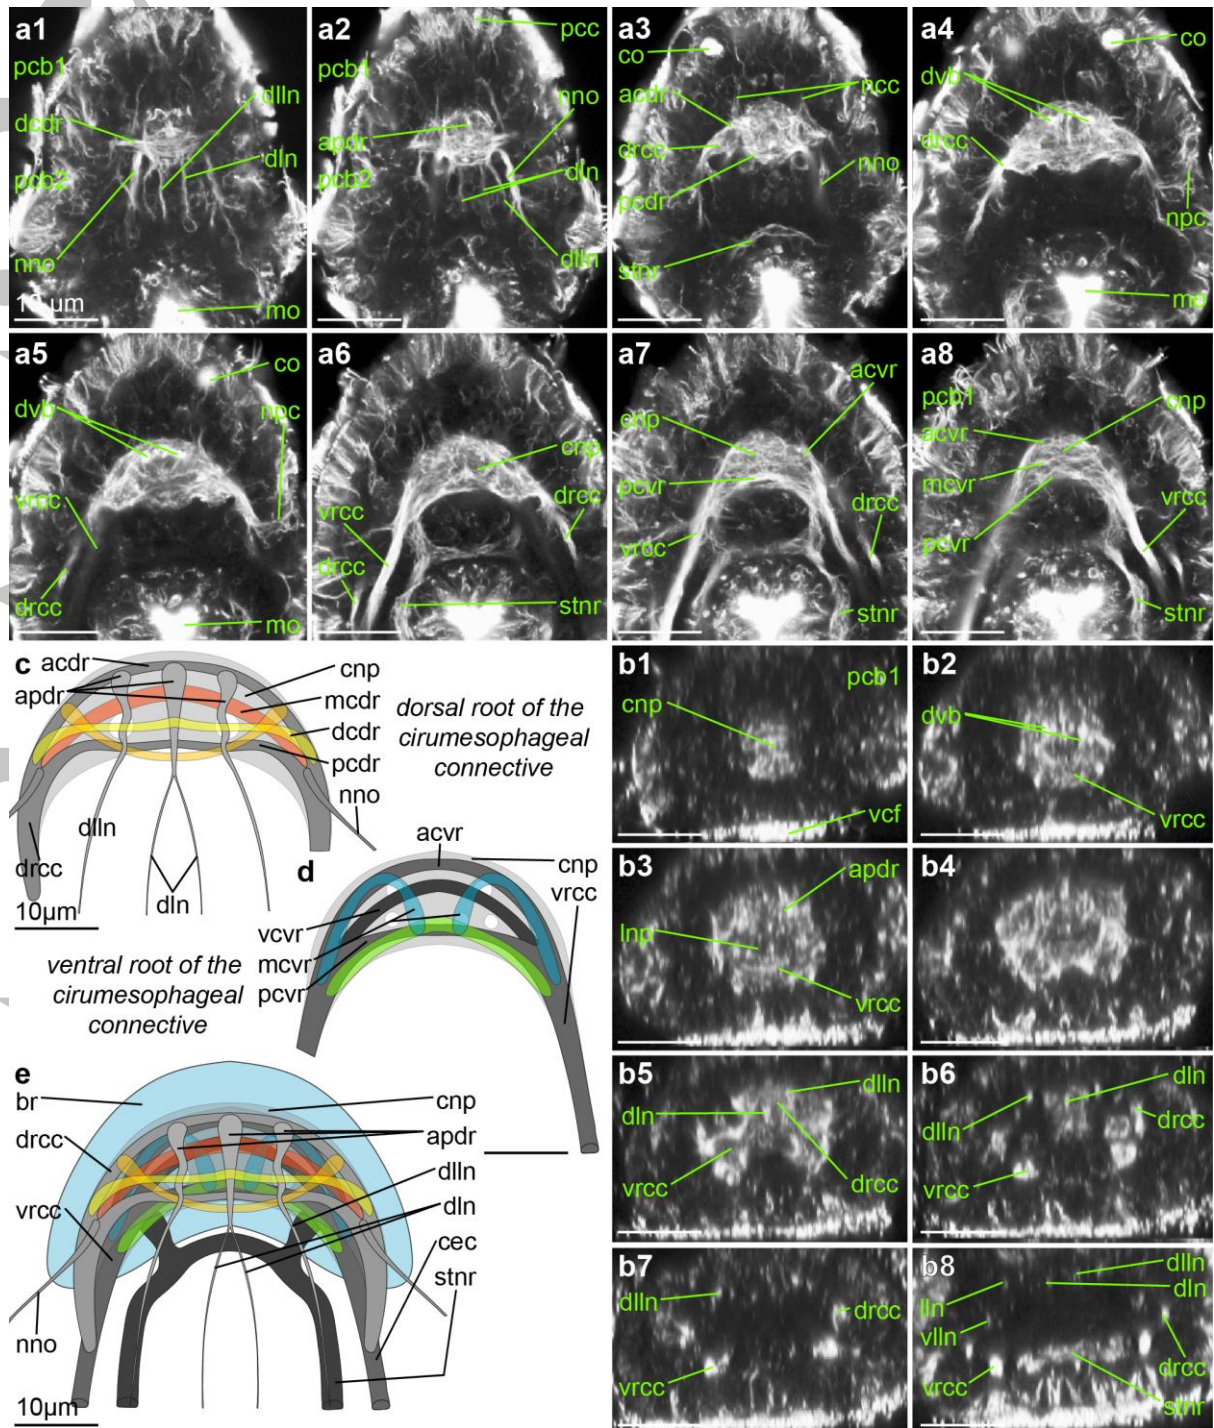 a1
pcb1
dlln
dcdr
dln
pcb2
nno
10 µm
mo
a2
pcc
pcb1
nno
apdr
pcb2
dln
dlln
a3
co
acdr
ncc
drcc
nno
pcdr
stnr
a4
co
dvb
drcc
npc
mo
a5
co
dvb
npc
vrcc
drcc
mo
a6
cnp
vrcc
drcc
drcc
stnr
a7
acvr
cnp
pcvr
drcc
vrcc
stnr
a8
pcb1
cnp
acvr
mcvr
vrcc
pcvr
stnr
c
acdr
cnp
apdr
mcdr
dorsal root of the
dcdr
cirumesophageal
pcdr
connective
nno
dlln
drcc
dln
10µm
d
acvr
cnp
vrcc
vcvr
mcvr
pcvr
ventral root of the
cirumesophageal
connective
e
br
cnp
drcc
apdr
dlln
vrcc
dln
cec
stnr
nno
10µm
b1
pcb1
cnp
vcf
b2
dvb
vrcc
b3
apdr
lnp
vrcc
b4
b5
dlln
dln
vrcc
drcc
b6
dln
dlln
drcc
vrcc
b7
dlln
drcc
vrcc
b8
dlln
dln
lln
vlln
drcc
vrcc
stnr